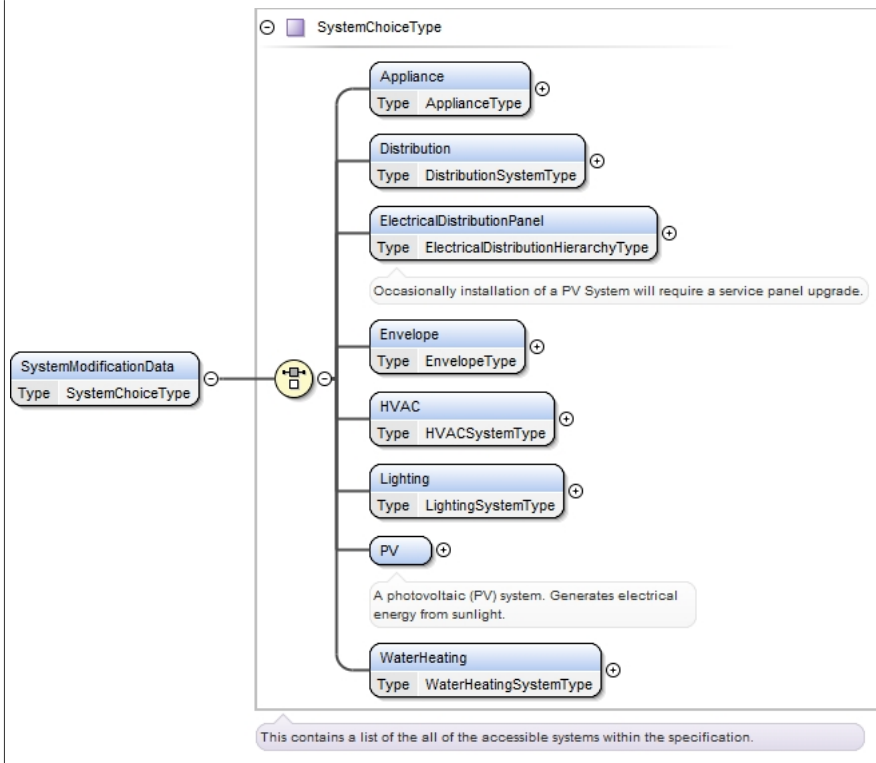 SystemChoiceType
Appliance
Type ApplianceType
Distribution
Type DistributionSystemType
ElectricalDistributionPanel
Type ElectricalDistributionHierarchyType
Occasionally installation of a PV System will require a service panel upgrade.
Envelope
Type EnvelopeType
SystemModificationData
Type SystemChoiceType
HVAC
Type HVACSystemType
Lighting
Type LightingSystemType
PV
A photovoltaic (PV) system. Generates electrical
energy from sunlight.
WaterHeating
Type WaterHeatingSystemType
This contains a list of the all of the accessible systems within the specification.